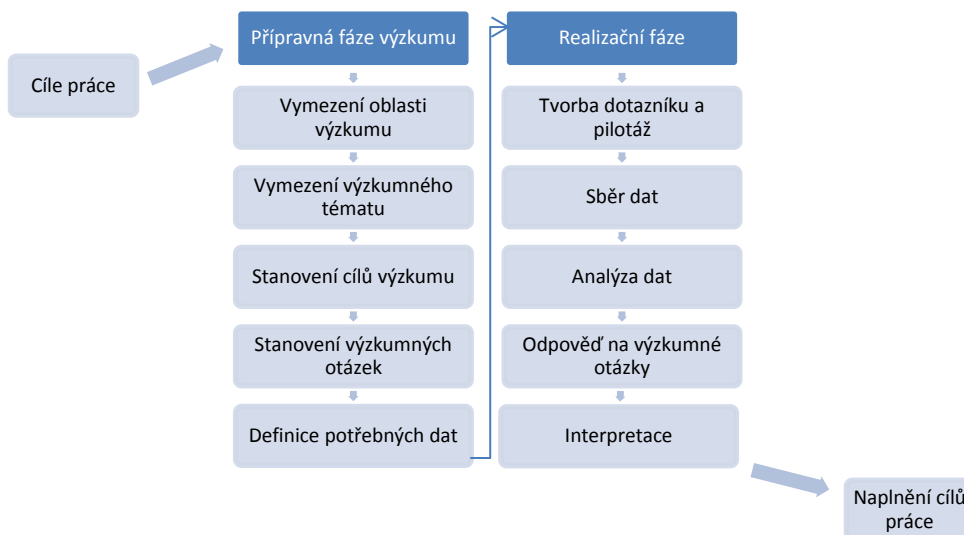 Cíle práce
Přípravná fáze výzkumu
Vymezení oblasti
výzkumu
Vymezení výzkumného
tématu
Stanovení cílů výzkumu
Stanovení výzkumných
otázek
Definice potřebných dat
Realizační fáze
Tvorba dotazníku a
pilotáž
Sběr dat
Analýza dat
Odpověď na výzkumné
otázky
Interpretace
Naplnění cílů
práce